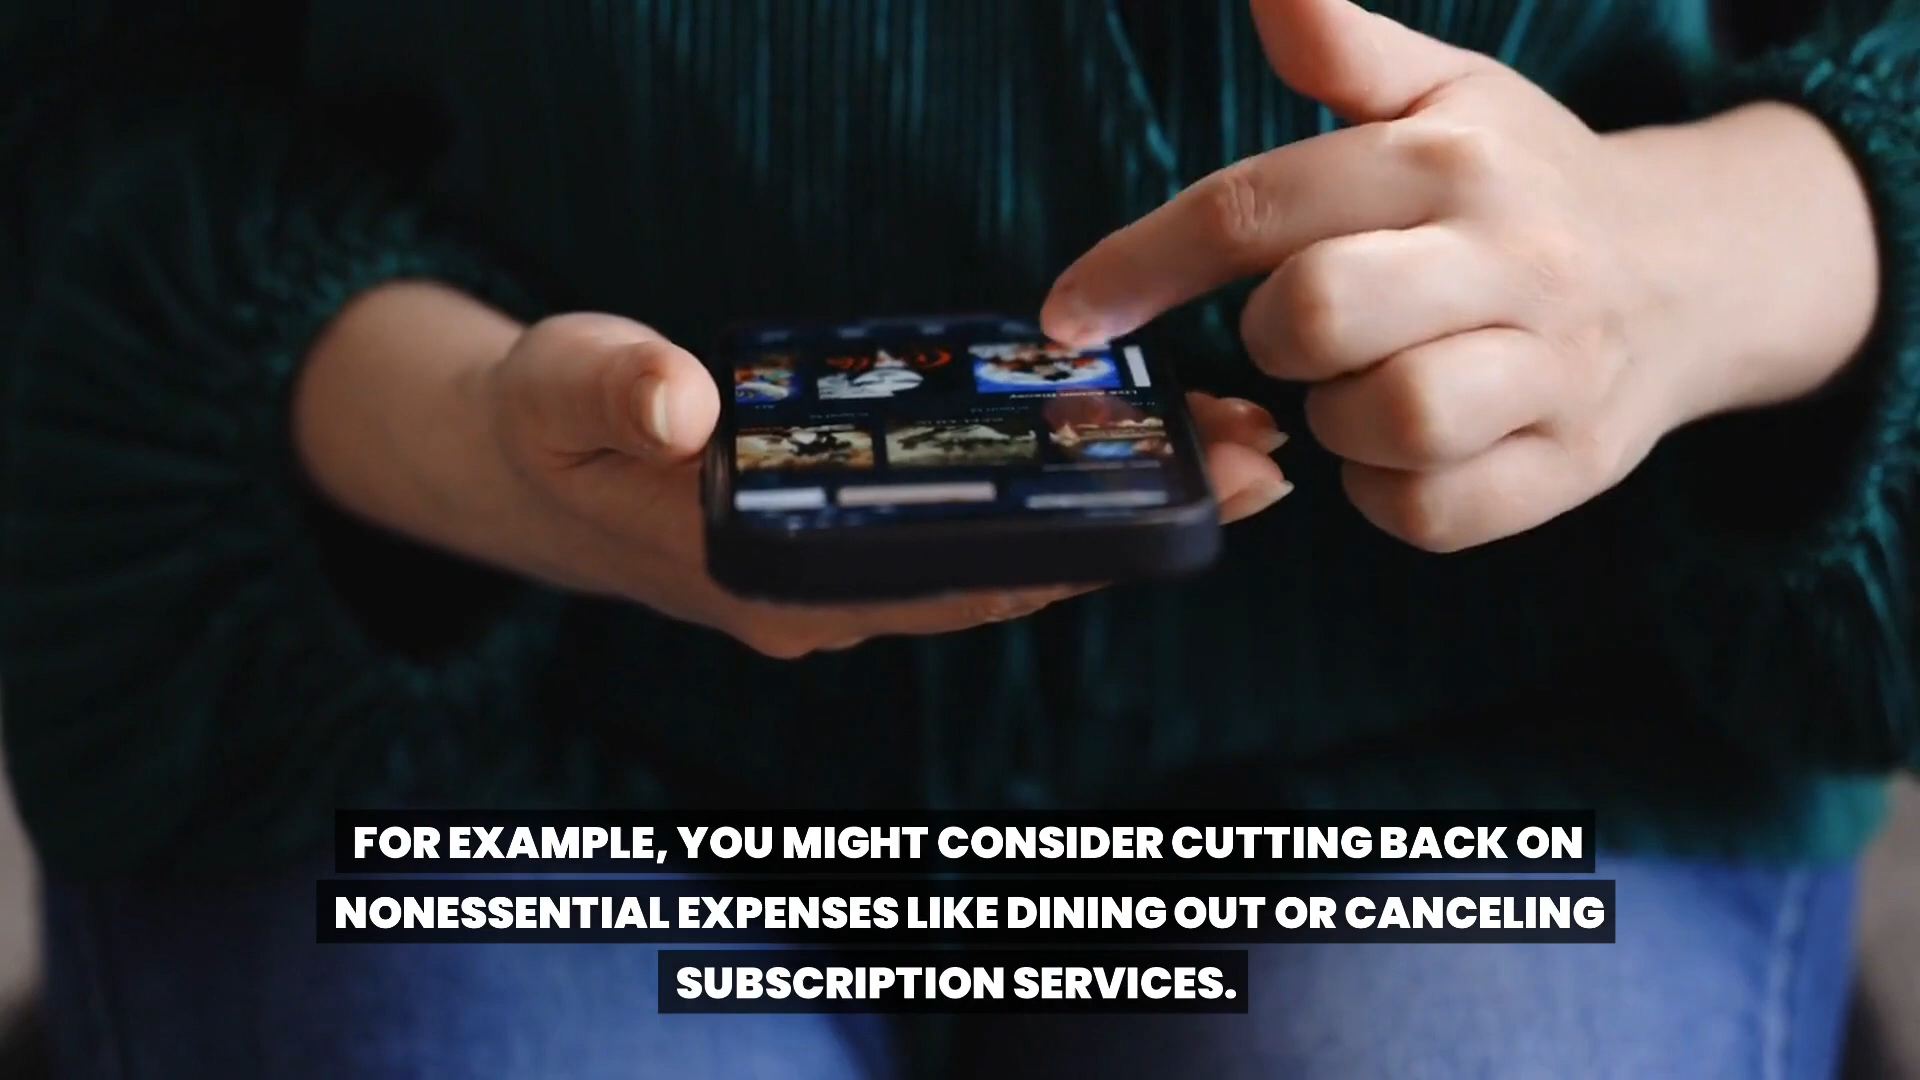 FOR EXAMPLE, YOU MIGHT CONSIDER CUTTING BACK ON
NONESSENTIAL EXPENSES LIKE DINING OUT OR CANCELING
SUBSCRIPTION SERVICES.